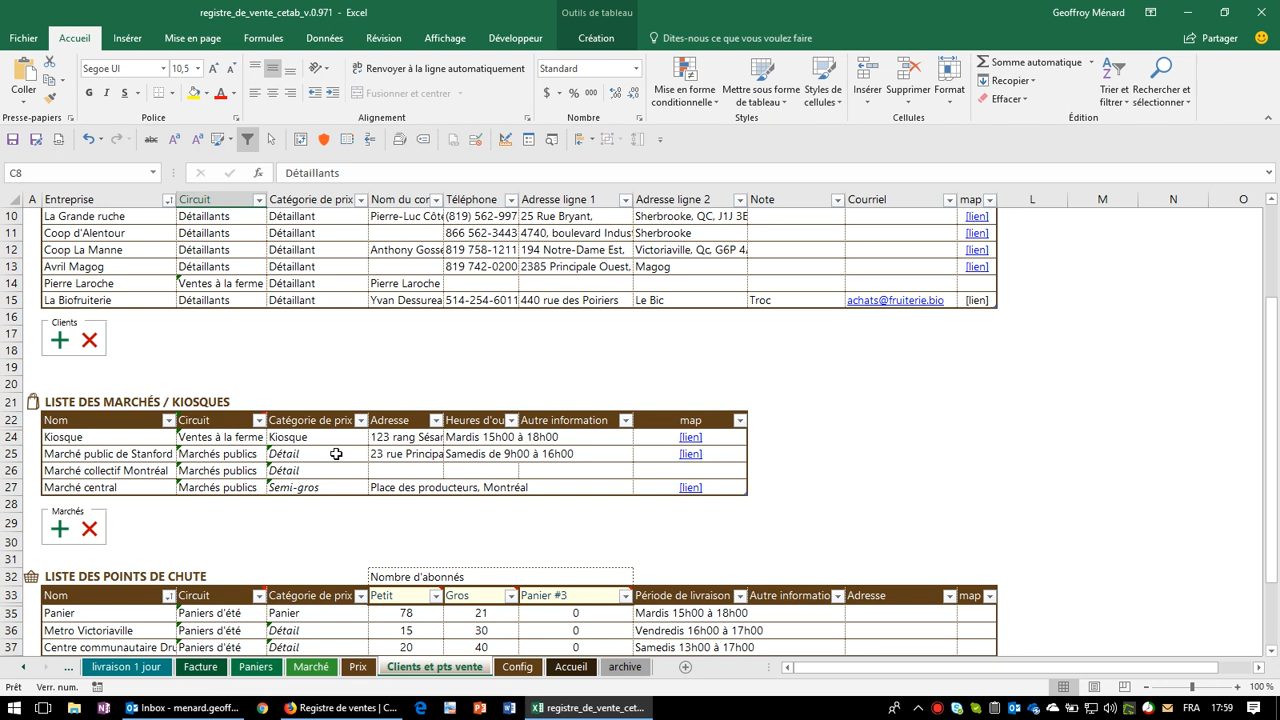 registre_de_vente_cetab_v.0.971 - Excel
Outils de tableau
Geoffroy Ménard
Fichier Accueil Insérer Mise en page Formules Données Révision Affichage Développeur Création Dites-nous ce que vous voulez faire Partager
Coller
Presse-papiers
Segoe UI 10,5
G I S
Police
Renvoyer à la ligne automatiquement
Fusionner et centrer
Alignement
Standard
$ % 000
Nombre
Mise en forme conditionnelle
Mettre sous forme de tableau
Styles de cellules
Styles
Insérer Supprimer Format
Cellules
Somme automatique
Recopier
Effacer
Trier et filtrer
Rechercher et sélectionner
Édition
C8 fx Détaillants
A Entreprise Circuit Catégorie de prix Nom du cor Téléphone Adresse ligne 1 Adresse ligne 2 Note Courriel map L M N O
10 La Grande ruche Détaillants Détaillant Pierre-Luc Côté (819) 562-997 25 Rue Bryant, Sherbrooke, QC, J1J 3E [lien]
11 Coop d'Alentour Détaillants Détaillant 866 562-3443 4740, boulevard Indus Sherbrooke [lien]
12 Coop La Manne Détaillants Détaillant Anthony Gosse 819 758-1211 194 Notre-Dame Est, Victoriaville, Qc, G6P 4 [lien]
13 Avril Magog Détaillants Détaillant 819 742-0200 2385 Principale Ouest, Magog [lien]
14 Pierre Laroche Ventes à la ferme Détaillant Pierre Laroche
15 La Biofruiterie Détaillants Détaillant Yvan Dessurea 514-254-6011 440 rue des Poiriers Le Bic Troc achats@fruiterie.bio [lien]
16
17 Clients
18
19
20
21 LISTE DES MARCHÉS / KIOSQUES
22 Nom Circuit Catégorie de prix Adresse Heures d'ou Autre information map
24 Kiosque Ventes à la ferme Kiosque 123 rang Sésar Mardis 15h00 à 18h00 [lien]
25 Marché public de Stanford Marchés publics Détail 23 rue Principa Samedis de 9h00 à 16h00 [lien]
26 Marché collectif Montréal Marchés publics Détail
27 Marché central Marchés publics Semi-gros Place des producteurs, Montréal [lien]
28
29 Marchés
30
31
32 LISTE DES POINTS DE CHUTE Nombre d'abonnés
33 Nom Circuit Catégorie de prix Petit Gros Panier #3 Période de livraison Autre informatio Adresse map
35 Panier Paniers d'été Panier 78 21 0 Mardis 15h00 à 18h00
36 Metro Victoriaville Paniers d'été Détail 15 30 0 Vendredis 16h00 à 17h00
37 Centre communautaire Dru Paniers d'été Détail 20 40 0 Samedis 13h00 à 17h00
... livraison 1 jour Facture Paniers Marché Prix Clients et pts vente Config Accueil archive
Prêt Verr. num. 100 %
Inbox - menard.geoff... Registre de ventes | C... registre_de_vente_cet... FRA 17:59